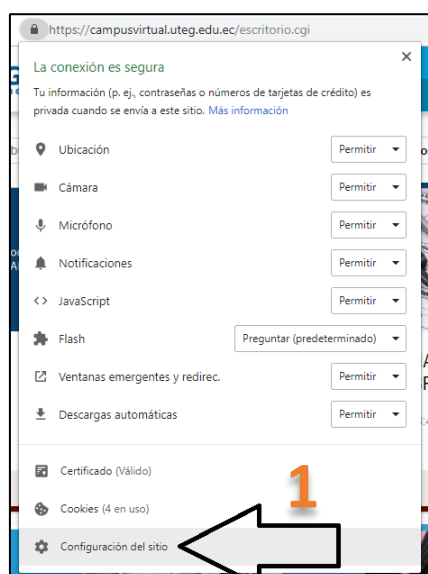 https://campusvirtual.uteg.edu.ec/escritorio.cgi
La conexión es segura
Tu información (p. ej., contraseñas o números de tarjetas de crédito) es
privada cuando se envía a este sitio. Más información
Ubicación Permitir
Cámara Permitir
Micrófono Permitir
Notificaciones Permitir
JavaScript Permitir
Flash Preguntar (predeterminado)
Ventanas emergentes y redirec. Permitir
Descargas automáticas Permitir
Certificado (Válido)
Cookies (4 en uso)
1
Configuración del sitio